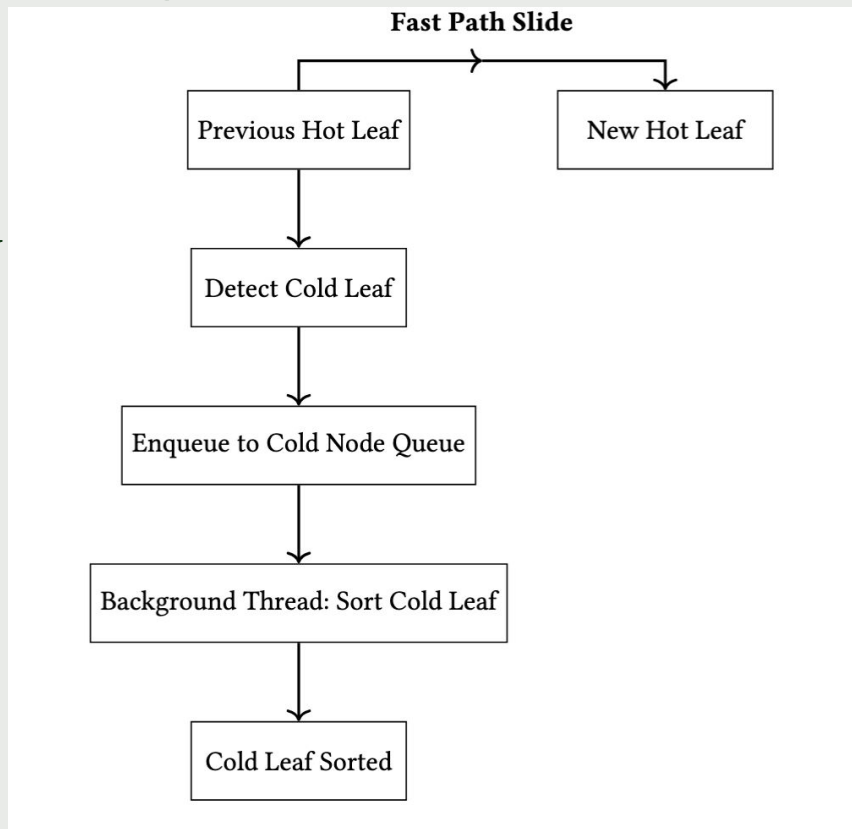 Fast Path Slide
Previous Hot Leaf
New Hot Leaf
Detect Cold Leaf
Enqueue to Cold Node Queue
Background Thread: Sort Cold Leaf
Cold Leaf Sorted